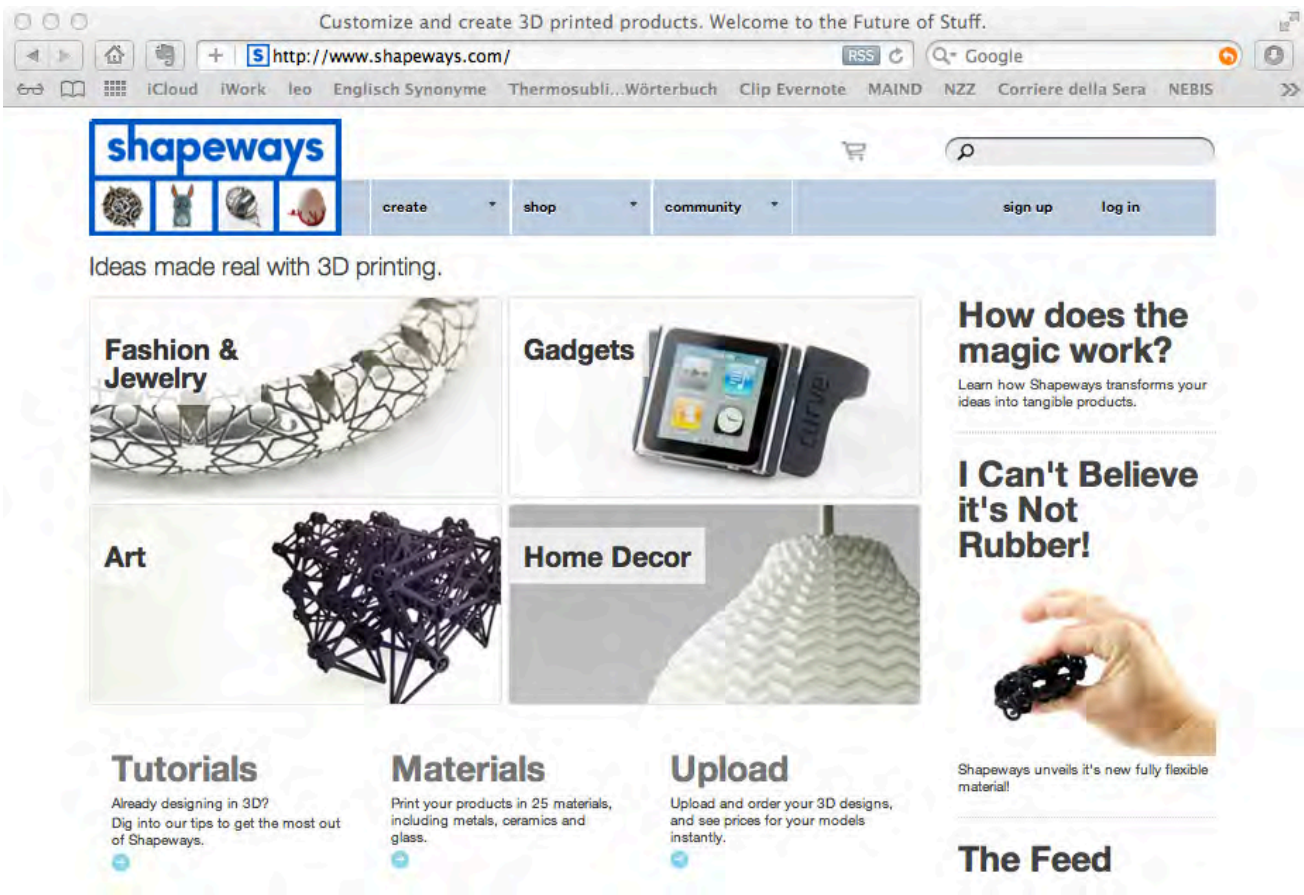 Customize and create 3D printed products. Welcome to the Future of Stuff.
+ S http://www.shapeways.com/ RSS Google
iCloud iWork leo Englisch Synonyme Thermosubli...Wörterbuch Clip Evernote MAIND NZZ Corriere della Sera NEBIS
shapeways
create shop community sign up log in
Ideas made real with 3D printing.
Fashion &
Jewelry
Gadgets
curve
Art
Home Decor
Tutorials
Already designing in 3D?
Dig into our tips to get the most out
of Shapeways.
Materials
Print your products in 25 materials,
including metals, ceramics and
glass.
Upload
Upload and order your 3D designs,
and see prices for your models
instantly.
How does the
magic work?
Learn how Shapeways transforms your
ideas into tangible products.
I Can't Believe
it's Not
Rubber!
Shapeways unveils it's new fully flexible
material!
The Feed